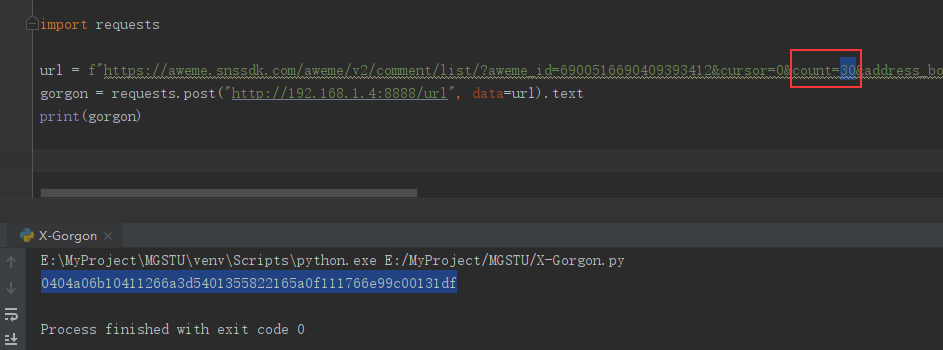 import requests
url = f"https://aweme.snssdk.com/aweme/v2/comment/list/?aweme_id=6900516690409393412&cursor=0&count=30&address_bo
gorgon = requests.post("http://192.168.1.4:8888/url", data=url).text
print(gorgon)
X-Gorgon ×
E:\MyProject\MGSTU\venv\Scripts\python.exe E:/MyProject/MGSTU/X-Gorgon.py
0404a06b10411266a3d5401355822165a0f111766e99c00131df
Process finished with exit code 0